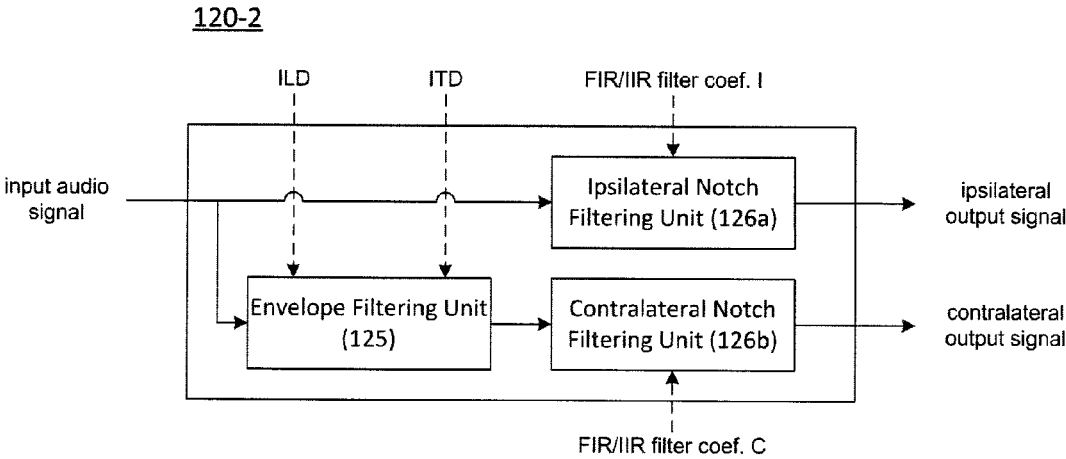 120-2
ILD
ITD
FIR/IIR filter coef. I
input audio
signal
Ipsilateral Notch
Filtering Unit (126a)
ipsilateral
output signal
Envelope Filtering Unit
(125)
Contralateral Notch
Filtering Unit (126b)
contralateral
output signal
FIR/IIR filter coef. C